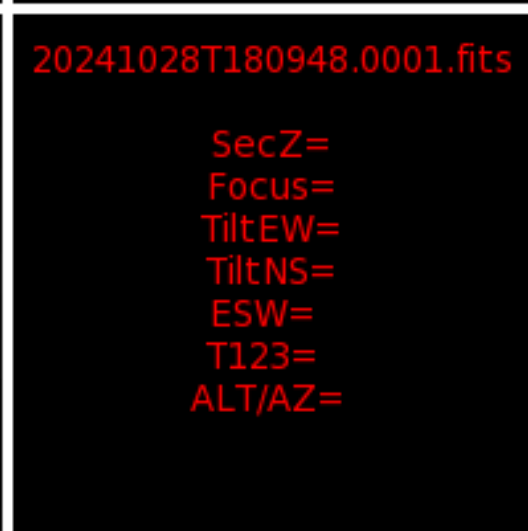 20241028T180948.0001.fits
SecZ=
Focus=
TiltEW=
TiltNS=
ESW=
T123=
ALT/AZ=